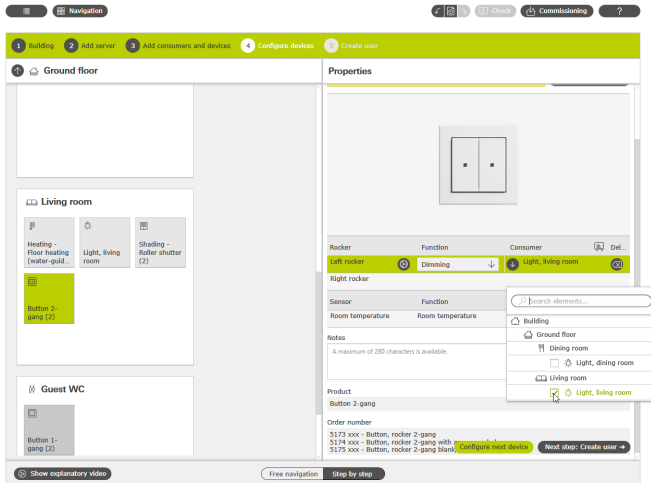 Navigation
Check
Commissioning
?
1 Building
2 Add server
3 Add consumers and devices
4 Configure devices
5 Create user
Ground floor
Properties
Living room
Heating -
Floor heating
(water-guid...
Light, living
room
Shading -
Roller shutter
(2)
Button 2-
gang (2)
Guest WC
Button 1-
gang (2)
Rocker Function Consumer Del...
Left rocker Dimming Light, living room
Right rocker
Sensor Function
Room temperature Room temperature
Search elements...
Building
Ground floor
Dining room
Light, dining room
Living room
Light, living room
Notes
A maximum of 280 characters is available.
Product
Button 2-gang
Order number
5173 xxx - Button, rocker 2-gang
5174 xxx - Button, rocker 2-gang with
5175 xxx - Button, rocker 2-gang blank,
Configure next
device
Next step: Create user
Show explanatory video
Free navigation
Step by step